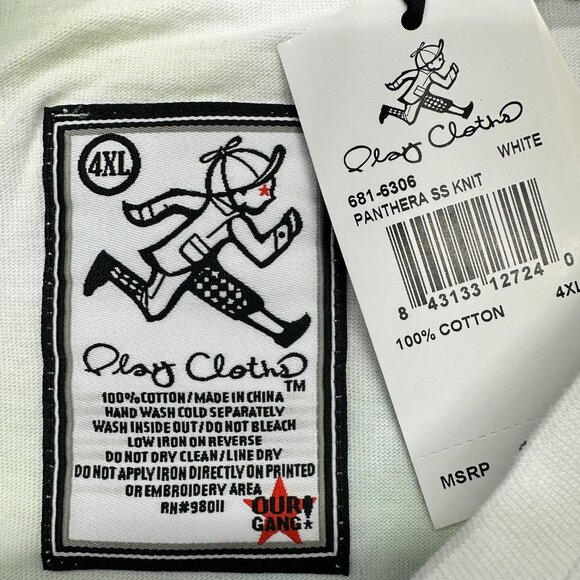 4XL
Play Cloths
TM
100% COTTON / MADE IN CHINA
HAND WASH COLD SEPARATELY
WASH INSIDE OUT / DO NOT BLEACH
LOW IRON ON REVERSE
DO NOT DRY CLEAN / LINE DRY
DO NOT APPLY IRON DIRECTLY ON PRINTED
OR EMBROIDERY AREA
RN#98011
OUR
GANG!
Play Cloths
WHITE
681-6306
PANTHERA SS KNIT
8 43133 12724 0
100% COTTON 4XL
MSRP